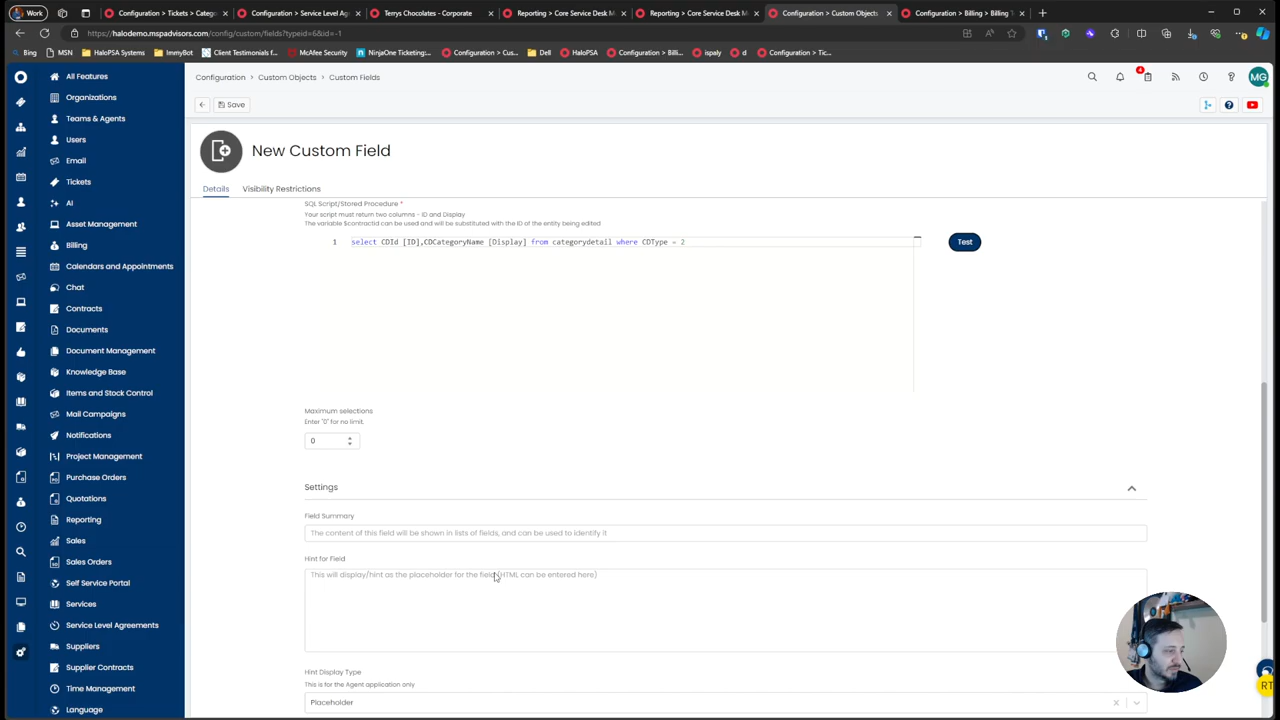 Work
Configuration > Tickets > Catego
New Configuration > Service Level Ag
Terrys Chocolates - Corporate
Reporting > Core Service Desk M
Reporting > Core Service Desk M
Configuration > Custom Objects
Configuration > Billing > Billing T
https://halodemo.mspadvisors.com/config/custom/fields?typeid=6&id=-1
Bing
MSN
HaloPSA Systems
ImmyBot
Client Testimonials f...
McAfee Security
NinjaOne Ticketing:...
Configuration > Cus...
Dell
HaloPSA
Configuration > Billi...
ispaly
d
Configuration > Tic...
All Features
Organizations
Teams & Agents
Users
Email
Tickets
AI
Asset Management
Billing
Calendars and Appointments
Chat
Contracts
Documents
Document Management
Knowledge Base
Items and Stock Control
Mail Campaigns
Notifications
Project Management
Purchase Orders
Quotations
Reporting
Sales
Sales Orders
Self Service Portal
Services
Service Level Agreements
Suppliers
Supplier Contracts
Time Management
Language
Configuration > Custom Objects > Custom Fields
MG
Save
New Custom Field
Details
Visibility Restrictions
SQL Script/Stored Procedure *
Your script must return two columns - ID and Display
The variable $contractid can be used and will be substituted with the ID of the entity being edited
1 select CDId [ID],CDCategoryName [Display] from categorydetail where CDType = 2
Test
Maximum selections
Enter "0" for no limit.
0
Settings
Field Summary
The content of this field will be shown in lists of fields, and can be used to identify it
Hint for Field
This will display/hint as the placeholder for the field (HTML can be entered here)
Hint Display Type
This is for the Agent application only
Placeholder
RT